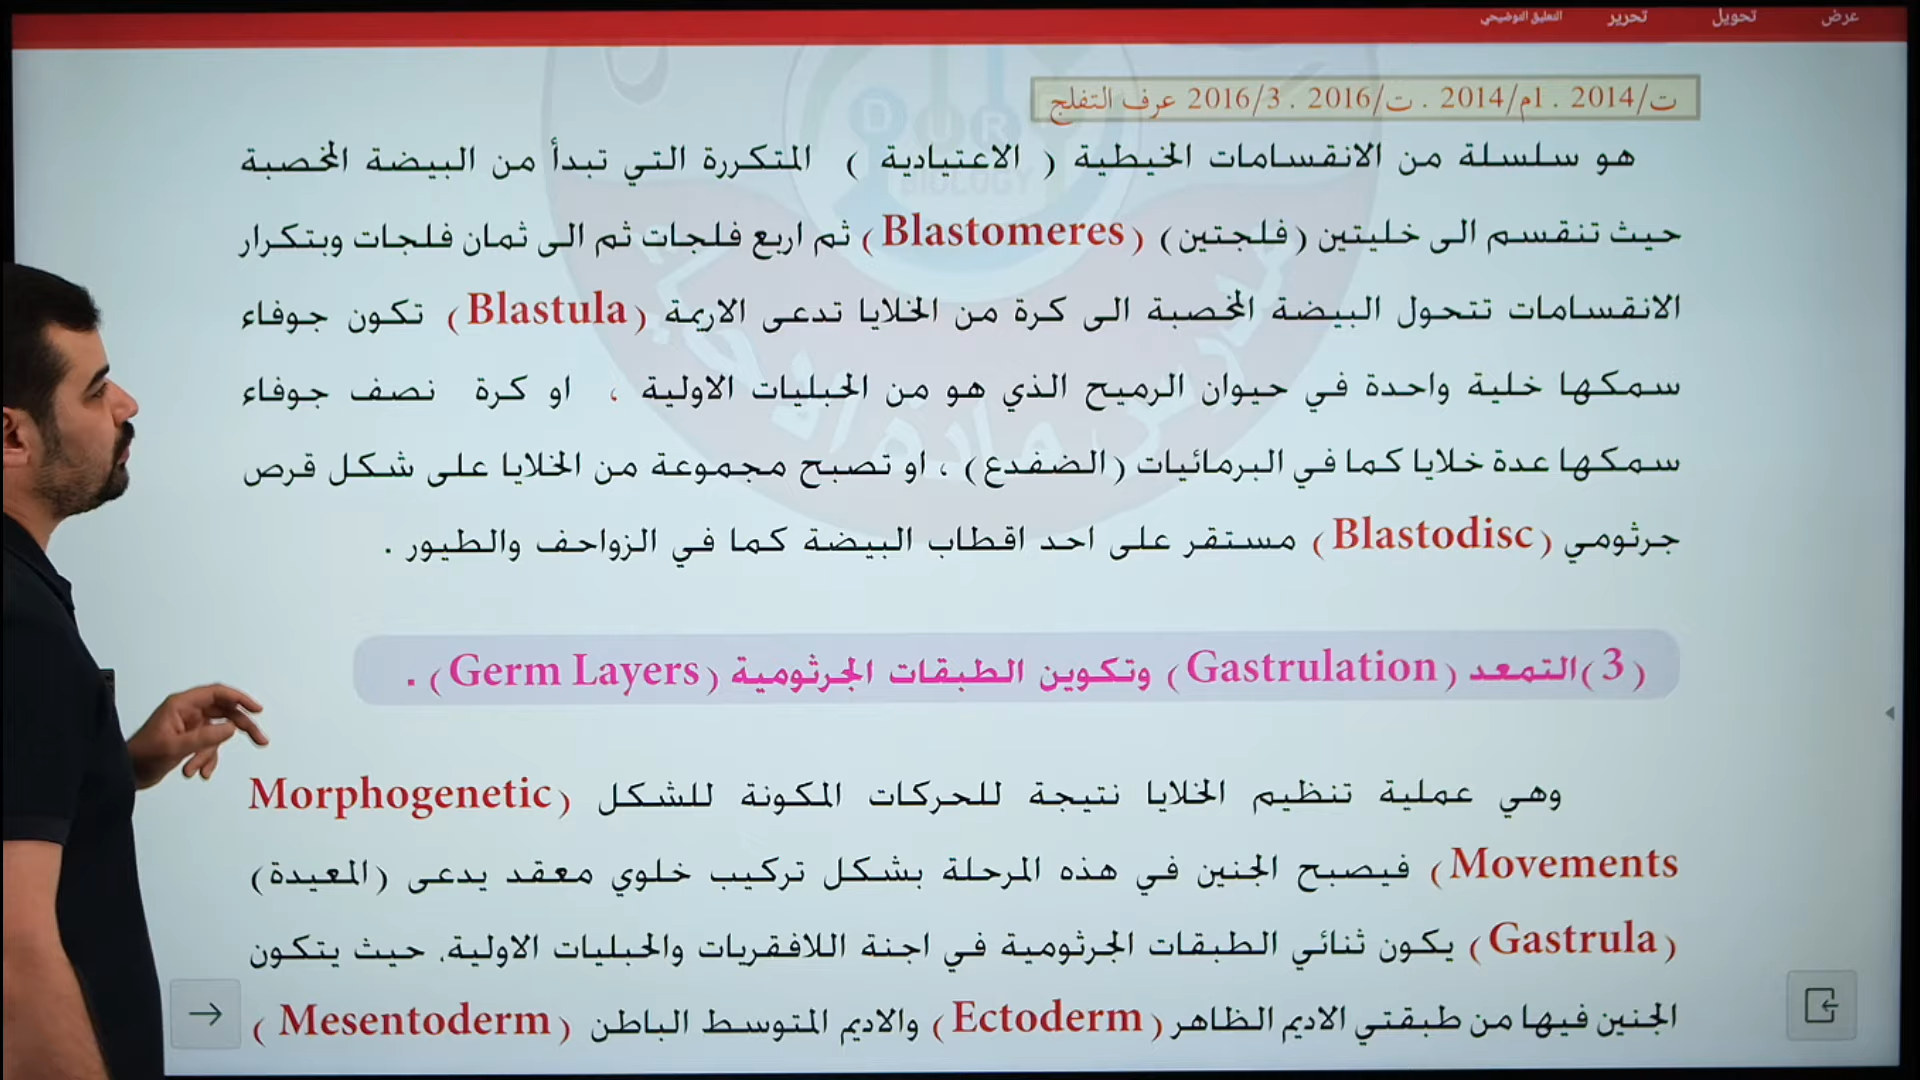 عرض
تحويل
تحرير
التعليق التوضيحي
ت/2014 . ام/2014 . ت/2016 . 2016/3 عرف التفلج
هو سلسلة من الانقسامات الخيطية ( الاعتيادية ) المتكررة التي تبدأ من البيضة المخصبة
حيث تنقسم الى خليتين (فلجتين) (Blastomeres) ثم اربع فلجات ثم الى ثمان فلجات وبتكرار
الانقسامات تتحول البيضة المخصبة الى كرة من الخلايا تدعى الاريمة (Blastula) تكون جوفاء
سمكها خلية واحدة في حيوان الرميح الذي هو من الحبليات الاولية ، او كرة نصف جوفاء
سمكها عدة خلايا كما في البرمائيات (الضفدع) ، او تصبح مجموعة من الخلايا على شكل قرص
جرثومي (Blastodisc) مستقر على احد اقطاب البيضة كما في الزواحف والطيور .
(3)التمعد (Gastrulation) وتكوين الطبقات الجرثومية (Germ Layers) .
وهي عملية تنظيم الخلايا نتيجة للحركات المكونة للشكل (Morphogenetic
Movements) فيصبح الجنين في هذه المرحلة بشكل تركيب خلوي معقد يدعى (المعيدة)
(Gastrula) يكون ثنائي الطبقات الجرثومية في اجنة اللافقريات والحبليات الاولية. حيث يتكون
الجنين فيها من طبقتي الاديم الظاهر (Ectoderm) والاديم المتوسط الباطن (Mesentoderm)